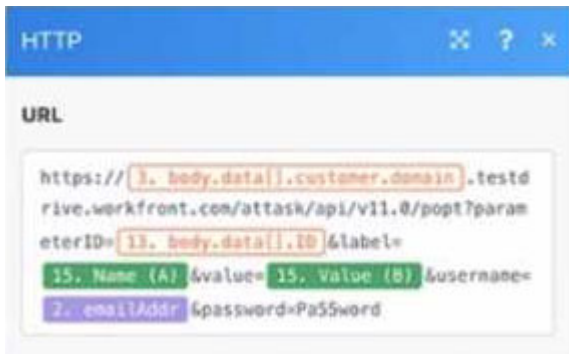 HTTP ?
URL
https:// 3. body.data[].customer.domain .testd
rive.workfront.com/attask/api/v11.0/popt?param
eterID= 13. body.data[].ID &label=
15. Name (A) &value= 15. Value (B) &username=
2. emailAddr &password=Pa55word